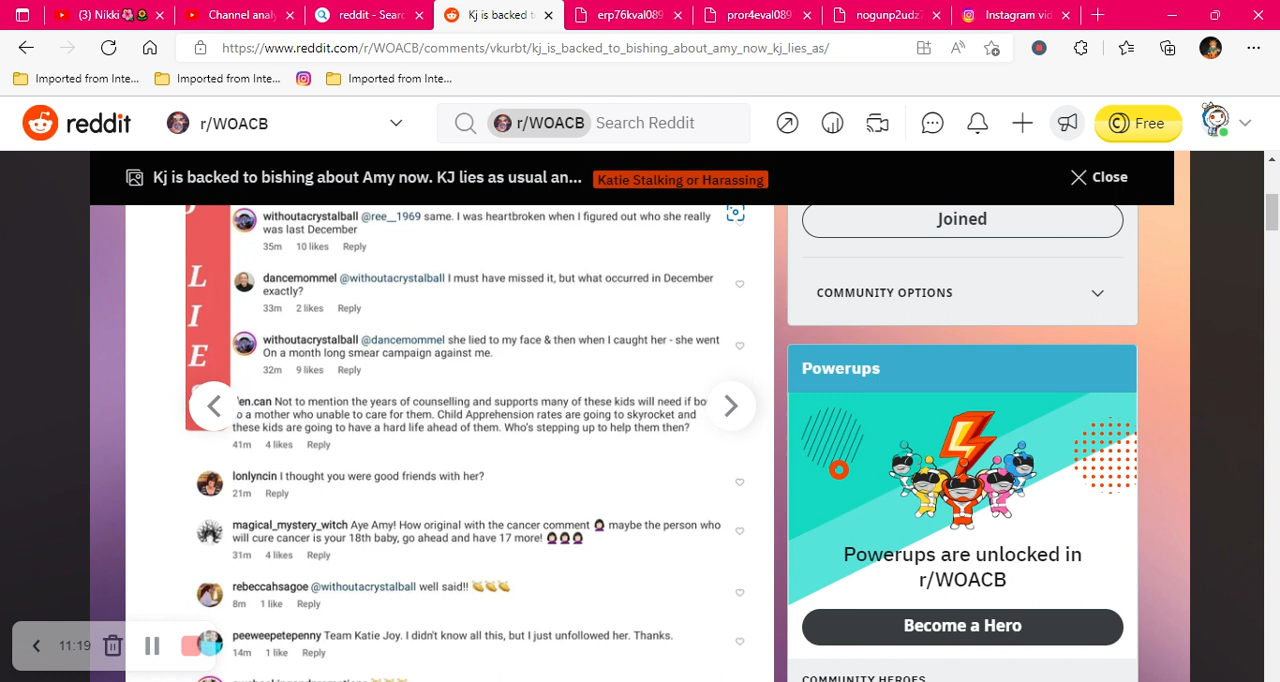 (3) Nikki
Channel anal
reddit - Sear
Kj is backed t
erp76kval089
pror4eval089
nogunp2udz7
Instagram vid
https://www.reddit.com/r/WOACB/comments/vkurbt/kj_is_backed_to_bishing_about_amy_now_kj_lies_as/
Imported from Inte...
Imported from Inte...
Imported from Inte...
reddit
r/WOACB
r/WOACB Search Reddit
Free
Kj is backed to bishing about Amy now. KJ lies as usual an...
Katie Stalking or Harassing
Close
L
I
E
withoutacrystalball @ree__1969 same. I was heartbroken when I figured out who she really
was last December
35m 10 likes Reply
dancemommel @withoutacrystalball I must have missed it, but what occurred in December
exactly?
33m 2 likes Reply
withoutacrystalball @dancemommel she lied to my face & then when I caught her - she went
On a month long smear campaign against me.
32m 9 likes Reply
en.can Not to mention the years of counselling and supports many of these kids will need if bo
o a mother who unable to care for them. Child Apprehension rates are going to skyrocket and
these kids are going to have a hard life ahead of them. Who's stepping up to help them then?
41m 4 likes Reply
lonlyncin I thought you were good friends with her?
21m Reply
magical_mystery_witch Aye Amy! How original with the cancer comment 🤦🏻‍♀️ maybe the person who
will cure cancer is your 18th baby, go ahead and have 17 more! 🤦🏻‍♀️🤦🏻‍♀️🤦🏻‍♀️
31m 4 likes Reply
rebeccahsagoe @withoutacrystalball well said!! 👏👏👏
8m 1 like Reply
peeweepetepenny Team Katie Joy. I didn't know all this, but I just unfollowed her. Thanks.
14m 1 like Reply
11:19
Joined
COMMUNITY OPTIONS
Powerups
Powerups are unlocked in
r/WOACB
Become a Hero
COMMUNITY HEROES